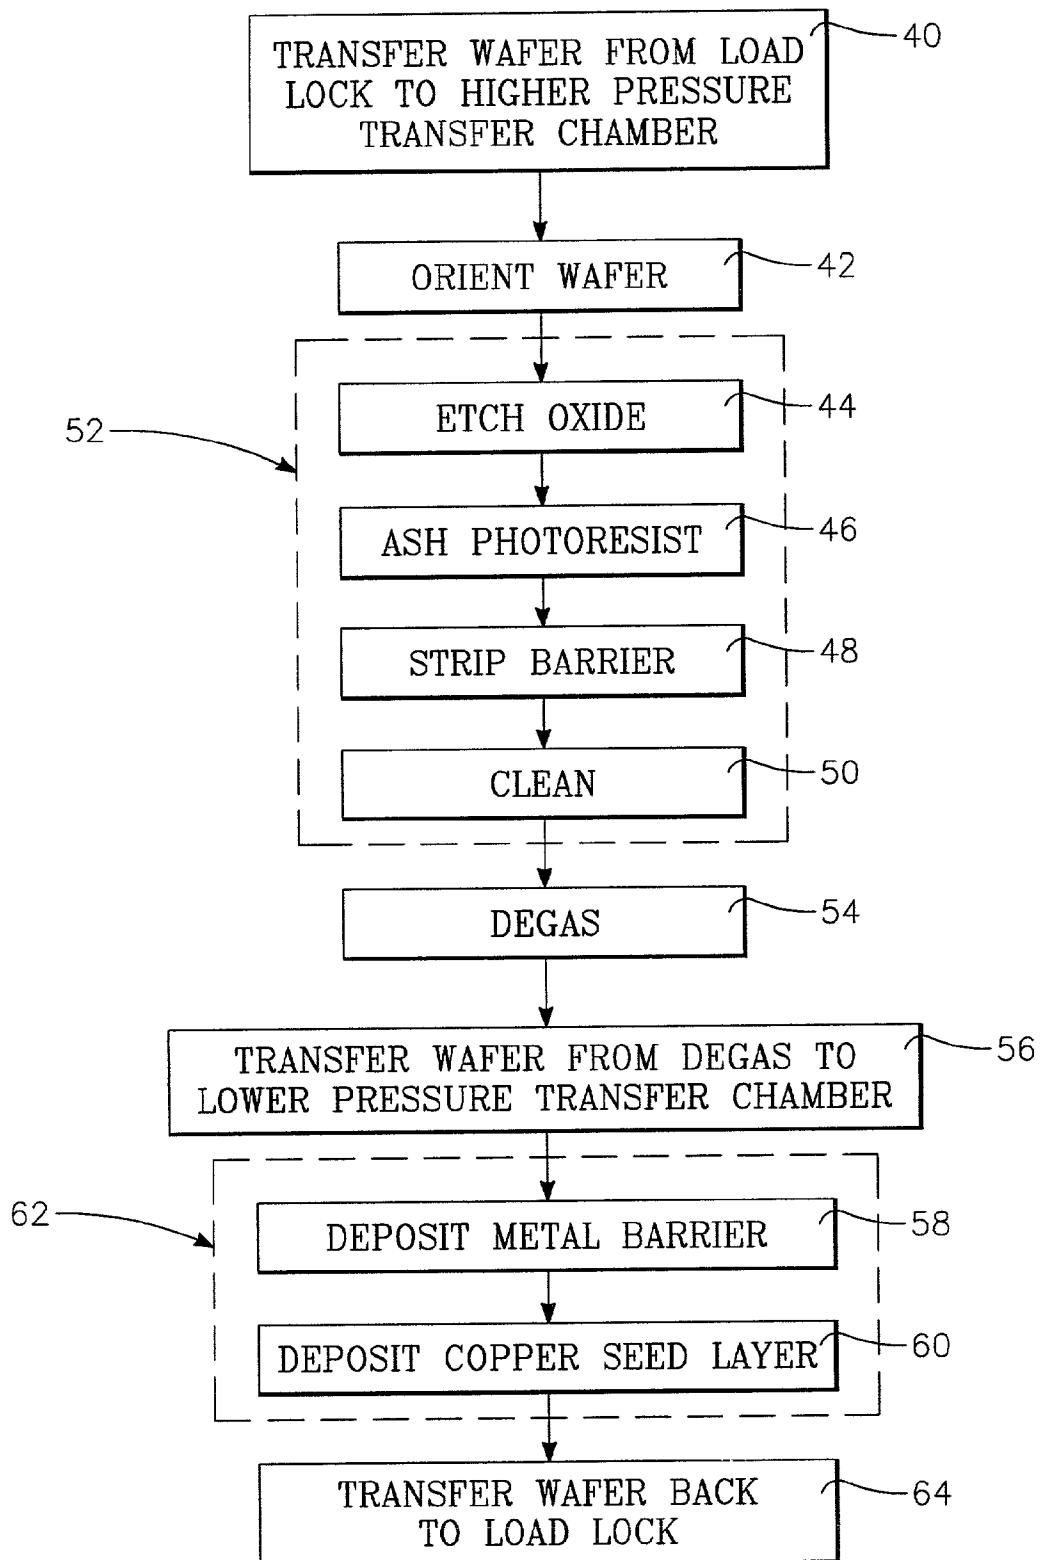 TRANSFER WAFER FROM LOAD
LOCK TO HIGHER PRESSURE
TRANSFER CHAMBER
40
ORIENT WAFER
42
52
ETCH OXIDE
44
ASH PHOTORESIST
46
STRIP BARRIER
48
CLEAN
50
DEGAS
54
TRANSFER WAFER FROM DEGAS TO
LOWER PRESSURE TRANSFER CHAMBER
56
62
DEPOSIT METAL BARRIER
58
DEPOSIT COPPER SEED LAYER
60
TRANSFER WAFER BACK
TO LOAD LOCK
64